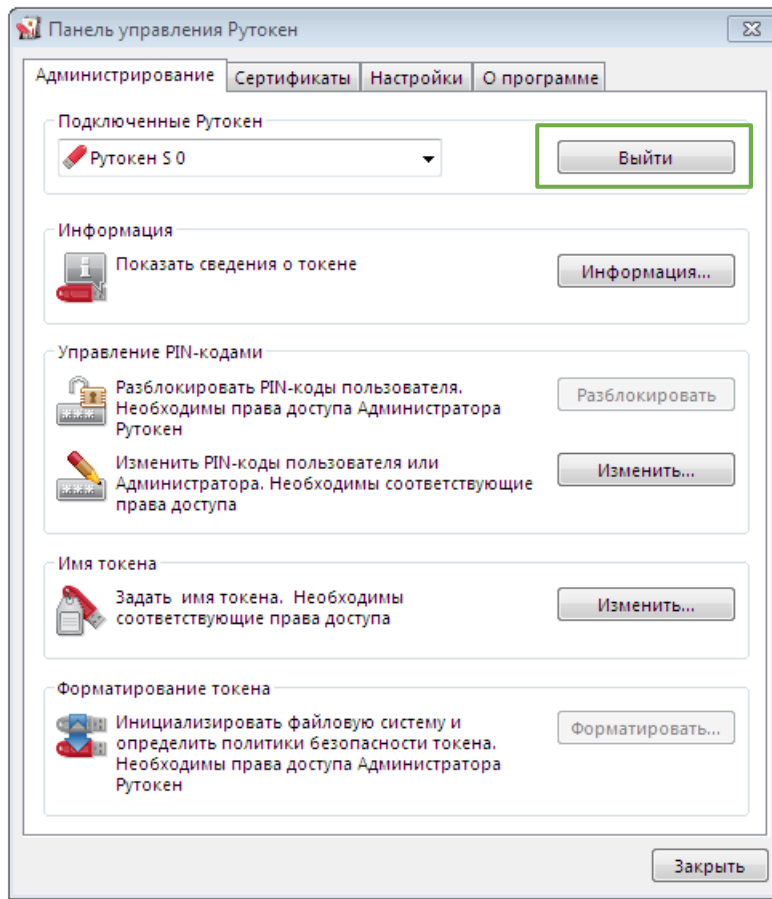 Панель управления Рутокен
Администрирование Сертификаты Настройки О программе
Подключенные Рутокен
Рутокен S 0
Выйти
Информация
Показать сведения о токене
Информация...
Управление PIN-кодами
Разблокировать PIN-коды пользователя.
Необходимы права доступа Администратора
Рутокен
Разблокировать
Изменить PIN-коды пользователя или
Администратора. Необходимы соответствующие
права доступа
Изменить...
Имя токена
Задать имя токена. Необходимы
соответствующие права доступа
Изменить...
Форматирование токена
Инициализировать файловую систему и
определить политики безопасности токена.
Необходимы права доступа Администратора
Рутокен
Форматировать...
Закрыть